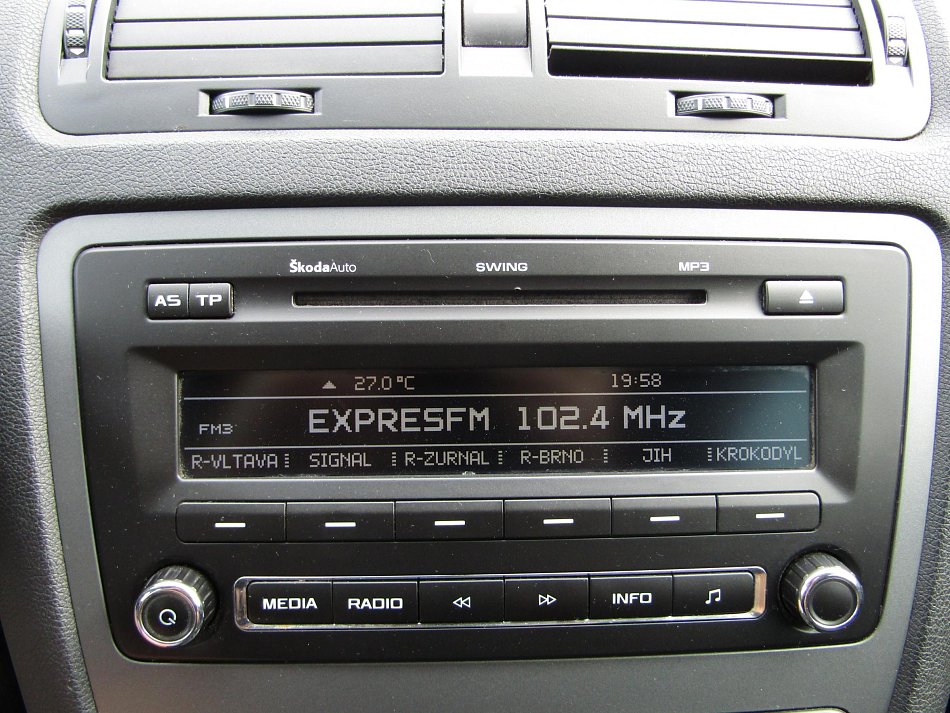 ŠkodaAuto SWING MP3
AS TP
27.0°C 19:58
FM3 EXPRESFM 102.4 MHz
R-VLTAVA SIGNAL R-ZURNAL R-BRNO JIH KROKODYL
MEDIA RADIO INFO